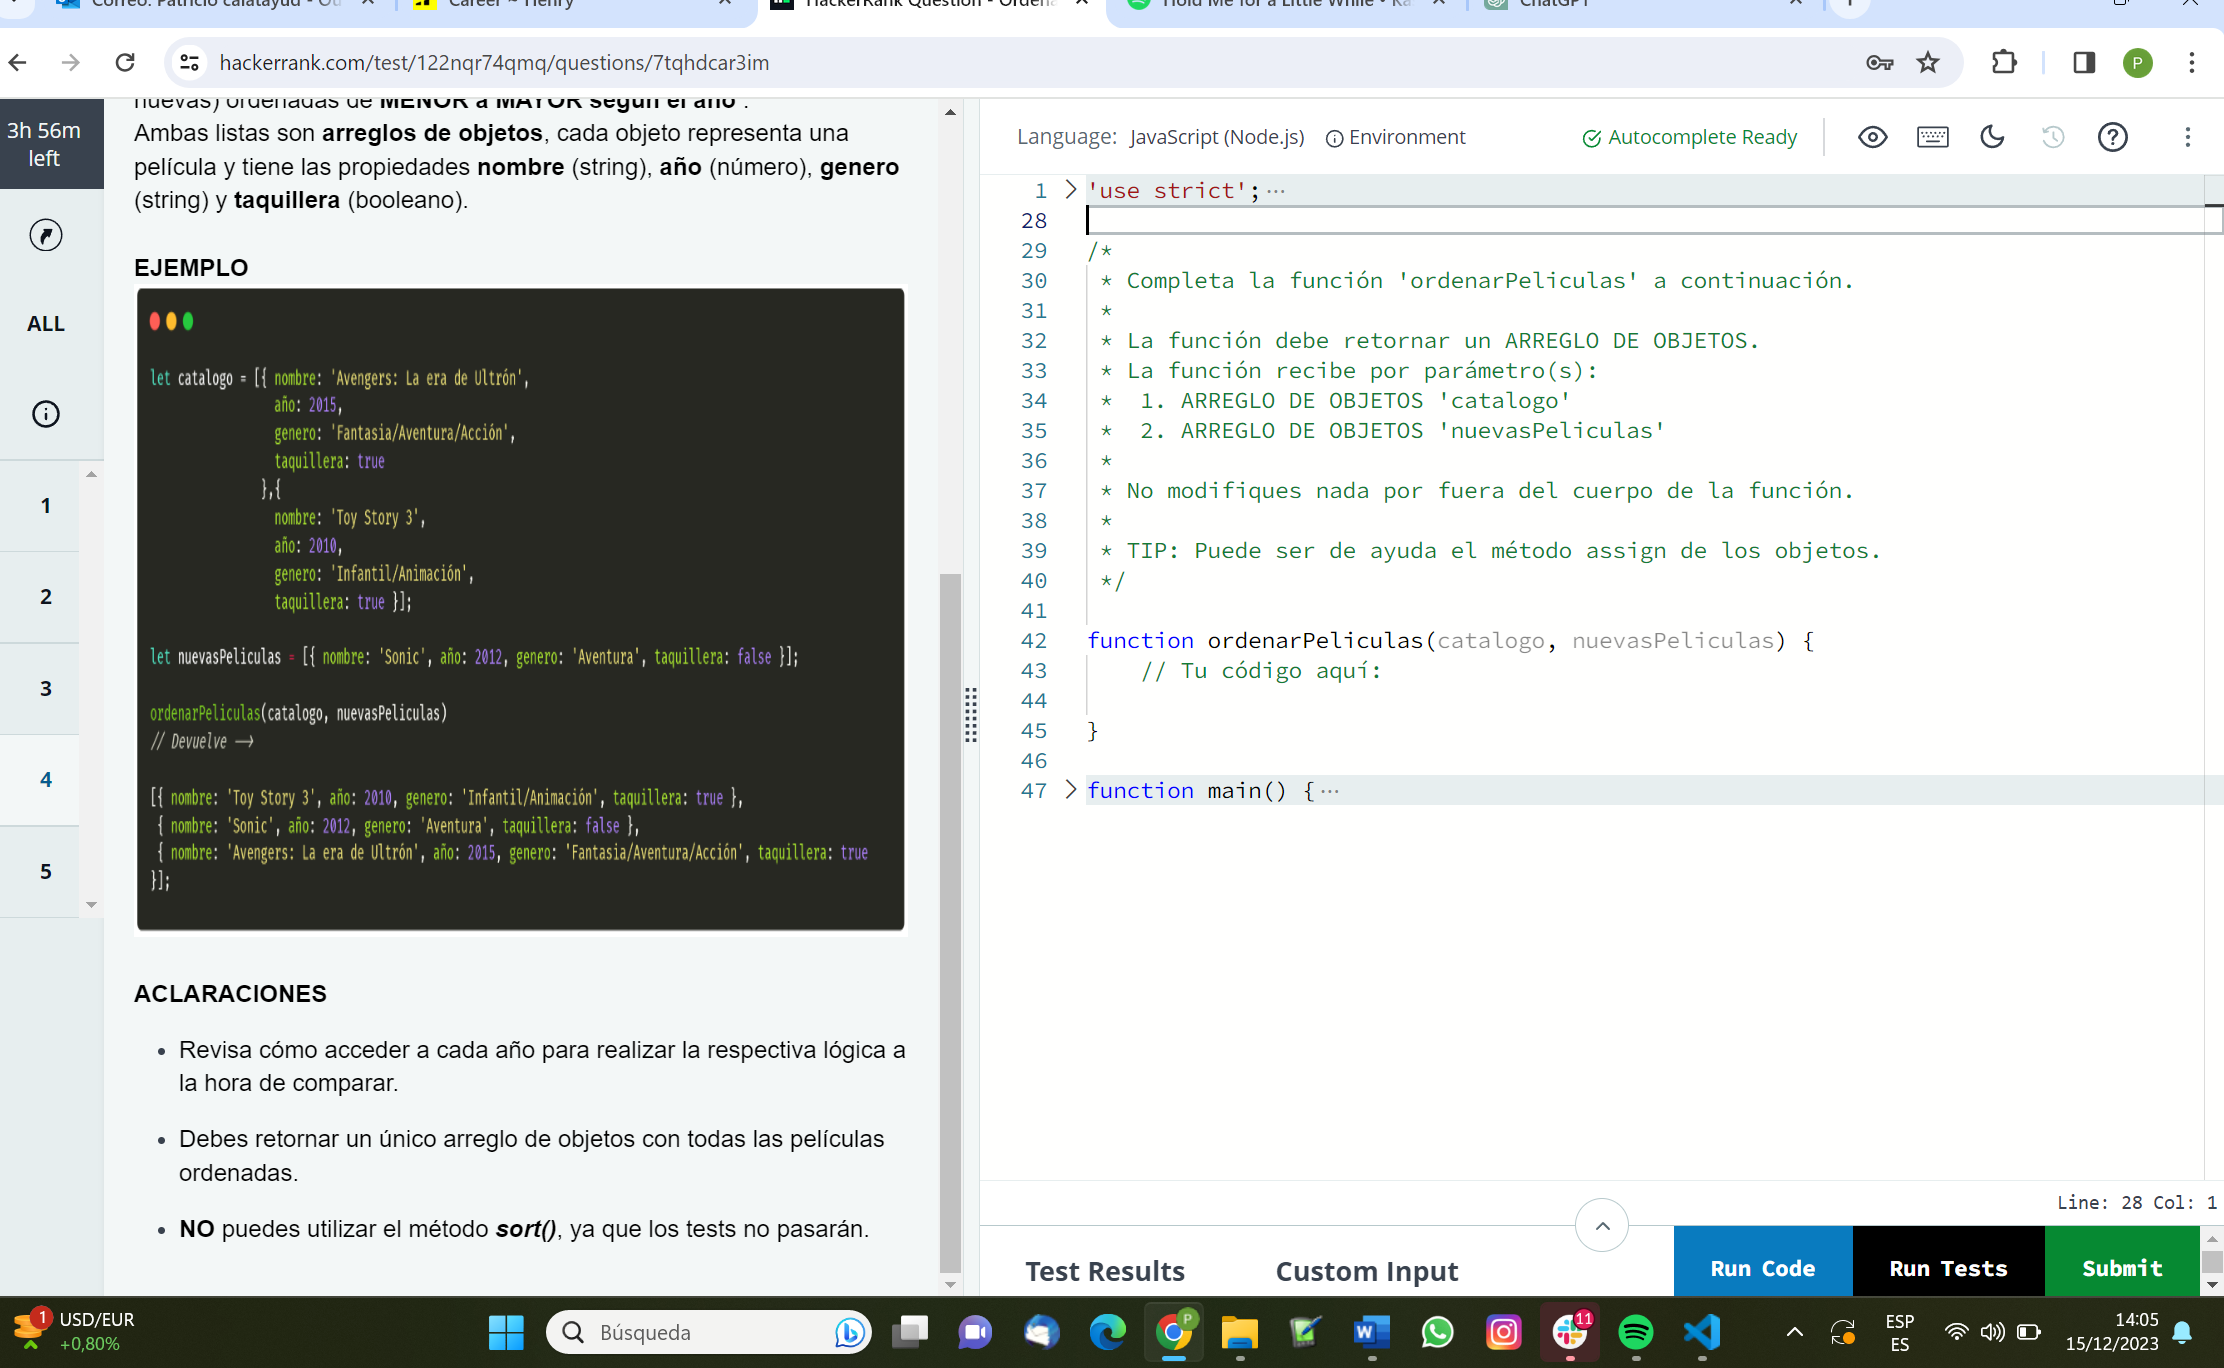 Correo: Patricio calatayud - Ou
Career ~ Henry
HackerRank Question - Ordena
Hold Me for a Little While • Ka
ChatGPT
hackerrank.com/test/122nqr74qmq/questions/7tqhdcar3im
P
3h 56m
left
ALL
1
2
3
4
5
nuevas) ordenadas de MENOR a MAYOR según el año .
Ambas listas son arreglos de objetos, cada objeto representa una
película y tiene las propiedades nombre (string), año (número), genero
(string) y taquillera (booleano).
EJEMPLO
let catalogo = [{ nombre: 'Avengers: La era de Ultrón',
año: 2015,
genero: 'Fantasia/Aventura/Acción',
taquillera: true
},{
nombre: 'Toy Story 3',
año: 2010,
genero: 'Infantil/Animación',
taquillera: true }];
let nuevasPeliculas = [{ nombre: 'Sonic', año: 2012, genero: 'Aventura', taquillera: false }];
ordenarPeliculas(catalogo, nuevasPeliculas)
// Devuelve →
[{ nombre: 'Toy Story 3', año: 2010, genero: 'Infantil/Animación', taquillera: true },
{ nombre: 'Sonic', año: 2012, genero: 'Aventura', taquillera: false },
{ nombre: 'Avengers: La era de Ultrón', año: 2015, genero: 'Fantasia/Aventura/Acción', taquillera: true
}];
ACLARACIONES
• Revisa cómo acceder a cada año para realizar la respectiva lógica a
la hora de comparar.
• Debes retornar un único arreglo de objetos con todas las películas
ordenadas.
• NO puedes utilizar el método sort(), ya que los tests no pasarán.
Language: JavaScript (Node.js) Environment Autocomplete Ready
1 'use strict';···
28
29 /*
30 * Completa la función 'ordenarPeliculas' a continuación.
31 *
32 * La función debe retornar un ARREGLO DE OBJETOS.
33 * La función recibe por parámetro(s):
34 * 1. ARREGLO DE OBJETOS 'catalogo'
35 * 2. ARREGLO DE OBJETOS 'nuevasPeliculas'
36 *
37 * No modifiques nada por fuera del cuerpo de la función.
38 *
39 * TIP: Puede ser de ayuda el método assign de los objetos.
40 */
41
42 function ordenarPeliculas(catalogo, nuevasPeliculas) {
43 // Tu código aquí:
44
45 }
46
47 function main() {···
Line: 28 Col: 1
Test Results Custom Input Run Code Run Tests Submit
1
USD/EUR
+0,80%
Búsqueda
P
11
ESP
ES
14:05
15/12/2023